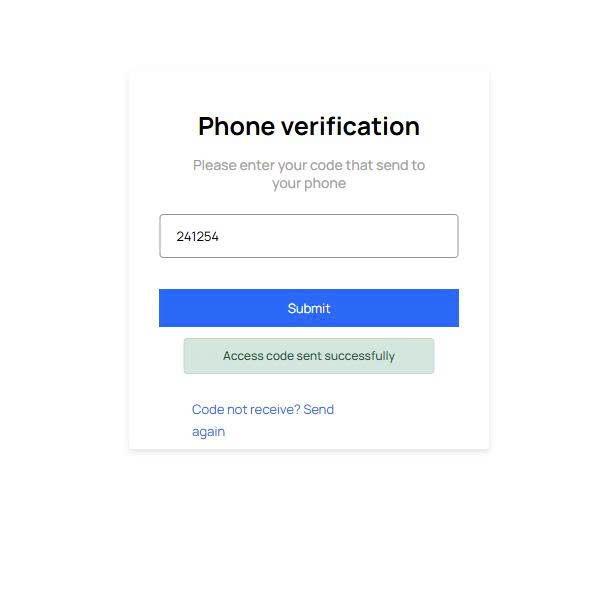 Phone verification
Please enter your code that send to
your phone
241254
Submit
Access code sent successfully
Code not receive? Send
again